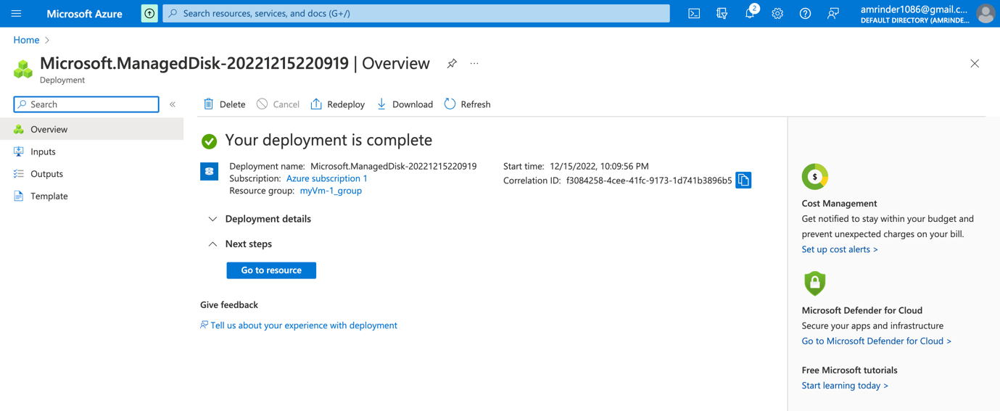 Microsoft Azure
Search resources, services, and docs (G+/)
2
amrinder1086@gmail.c...
DEFAULT DIRECTORY (AMRINDE...
Home >
Microsoft.ManagedDisk-20221215220919 | Overview
...
Deployment
Search
«
Delete
Cancel
Redeploy
Download
Refresh
Overview
Inputs
Outputs
Template
Your deployment is complete
Deployment name: Microsoft.ManagedDisk-20221215220919
Subscription: Azure subscription 1
Resource group: myVm-1_group
Start time: 12/15/2022, 10:09:56 PM
Correlation ID: f3084258-4cee-41fc-9173-1d741b3896b5
Deployment details
Next steps
Go to resource
Give feedback
Tell us about your experience with deployment
$
Cost Management
Get notified to stay within your budget and
prevent unexpected charges on your bill.
Set up cost alerts >
Microsoft Defender for Cloud
Secure your apps and infrastructure
Go to Microsoft Defender for Cloud >
Free Microsoft tutorials
Start learning today >